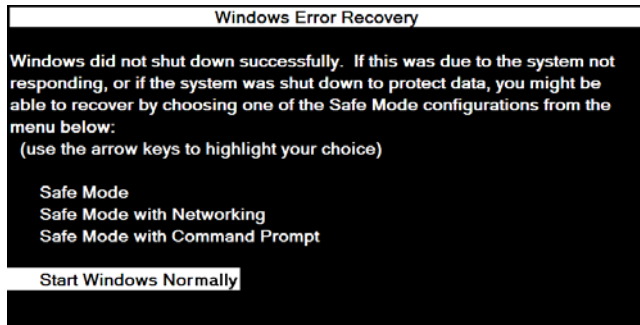 Windows Error Recovery
Windows did not shut down successfully.  If this was due to the system not
responding, or if the system was shut down to protect data, you might be
able to recover by choosing one of the Safe Mode configurations from the
menu below:
(use the arrow keys to highlight your choice)
Safe Mode
Safe Mode with Networking
Safe Mode with Command Prompt
Start Windows Normally